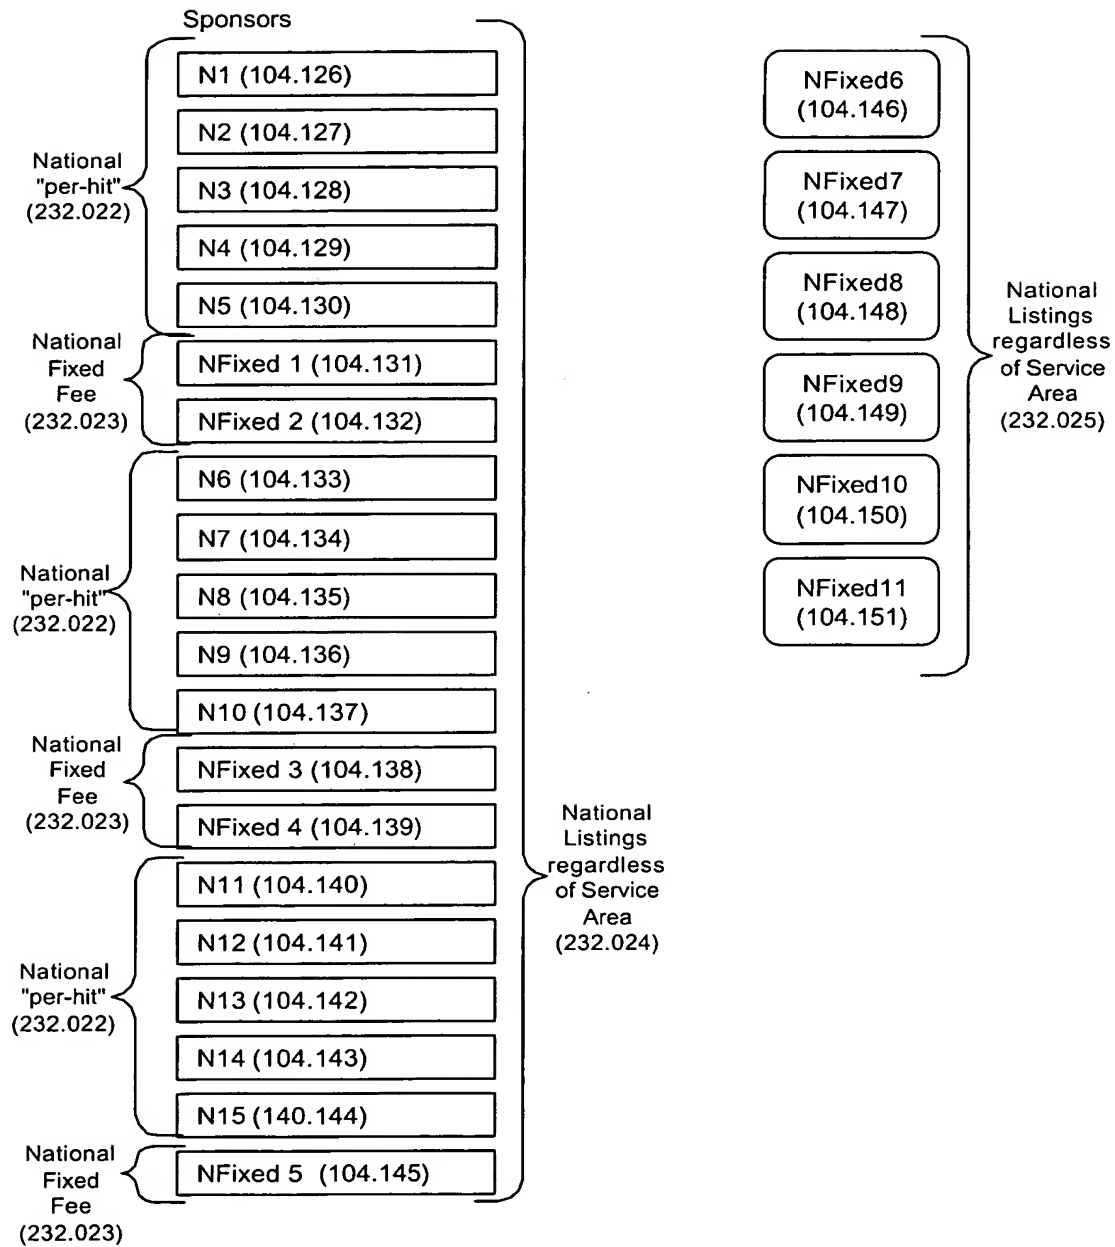 Sponsors
N1 (104.126)
N2 (104.127)
N3 (104.128)
N4 (104.129)
N5 (104.130)
National
"per-hit"
(232.022)
NFixed 1 (104.131)
NFixed 2 (104.132)
National
Fixed
Fee
(232.023)
N6 (104.133)
N7 (104.134)
N8 (104.135)
N9 (104.136)
N10 (104.137)
National
"per-hit"
(232.022)
NFixed 3 (104.138)
NFixed 4 (104.139)
National
Fixed
Fee
(232.023)
N11 (104.140)
N12 (104.141)
N13 (104.142)
N14 (104.143)
N15 (140.144)
National
"per-hit"
(232.022)
NFixed 5 (104.145)
National
Fixed
Fee
(232.023)
National
Listings
regardless
of Service
Area
(232.024)
NFixed6
(104.146)
NFixed7
(104.147)
NFixed8
(104.148)
NFixed9
(104.149)
NFixed10
(104.150)
NFixed11
(104.151)
National
Listings
regardless
of Service
Area
(232.025)